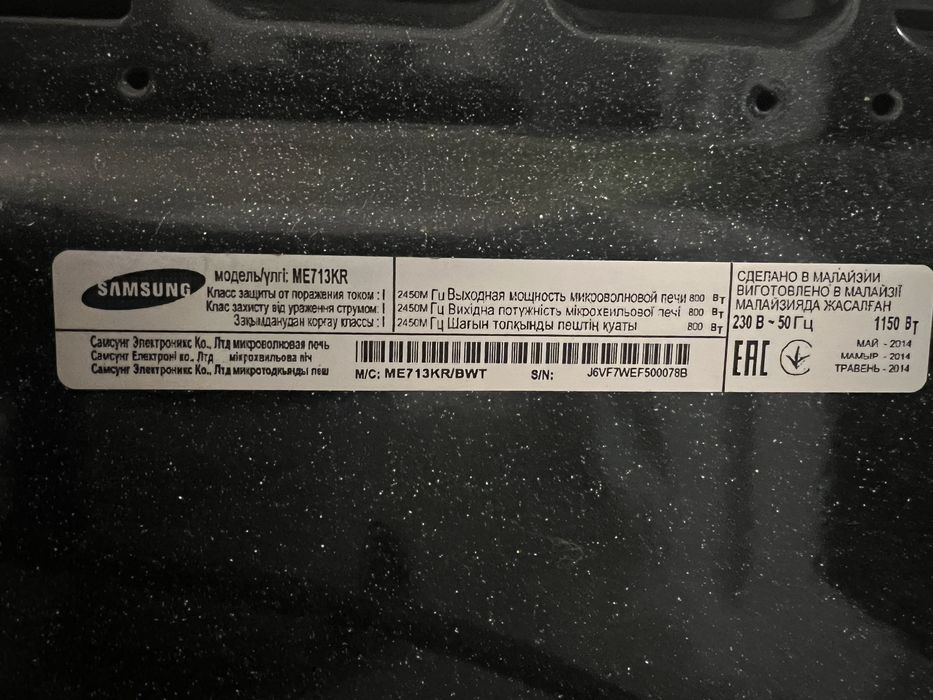 SAMSUNG
модель/үлгі: ME713KR
Класс защиты от поражения током : I
Клас захисту від ураження струмом: I
Зақымданудан қорғау классы : I
2450М Гц Выходная мощность микроволновой печи 800 Вт
2450М Гц Вихідна потужність мікрохвильової печі 800 Вт
2450М Гц Шағын толқынды пештің қуаты 800 Вт
СДЕЛАНО В МАЛАЙЗИИ
ВИГОТОВЛЕНО В МАЛАЙЗІЇ
МАЛАЙЗИЯДА ЖАСАЛҒАН
230 В ~ 50 Гц 1150 Вт
Самсунг Электроникс Ко., Лтд микроволновая печь
Самсунг Електроні ко., Лтд мікрохвильова піч
Самсунг Электроникс Ко., Лтд микротолқынды пеш
M/C: ME713KR/BWT S/N: J6VF7WEF500078B
EAC
МАЙ - 2014
МАМЫР - 2014
ТРАВЕНЬ - 2014